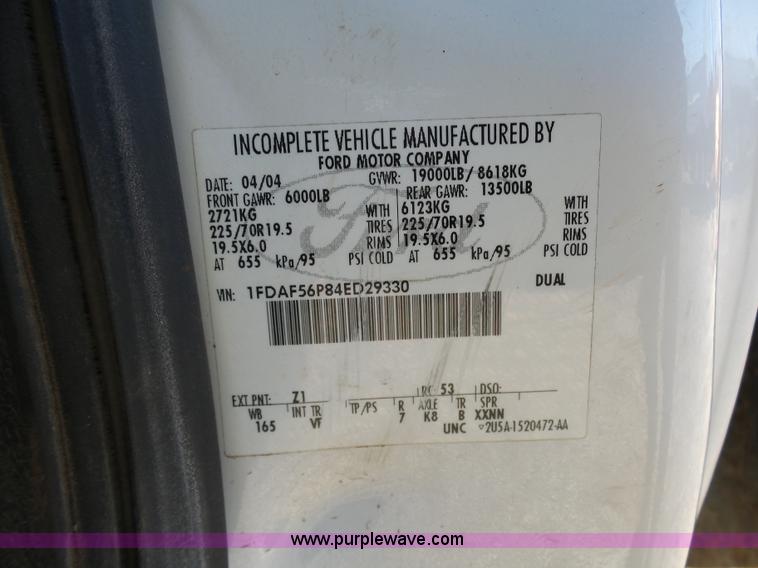 INCOMPLETE VEHICLE MANUFACTURED BY
FORD MOTOR COMPANY
DATE: 04/04 GVWR: 19000LB/ 8618KG
FRONT GAWR: 6000LB REAR GAWR: 13500LB
2721KG WITH 6123KG WITH
225/70R19.5 TIRES 225/70R19.5 TIRES
19.5X6.0 RIMS 19.5X6.0 RIMS
AT 655 kPa/95 PSI COLD AT 655 kPa/95 PSI COLD
Ford
VIN: 1FDAF56P84ED29330 DUAL
EXT PNT: Z1 RC: 53 DSO:
WB INT TR TP/PS R AXLE TR SPR
165 VF 7 K8 B XXNN
UNC 2U5A-1520472-AA
www.purplewave.com